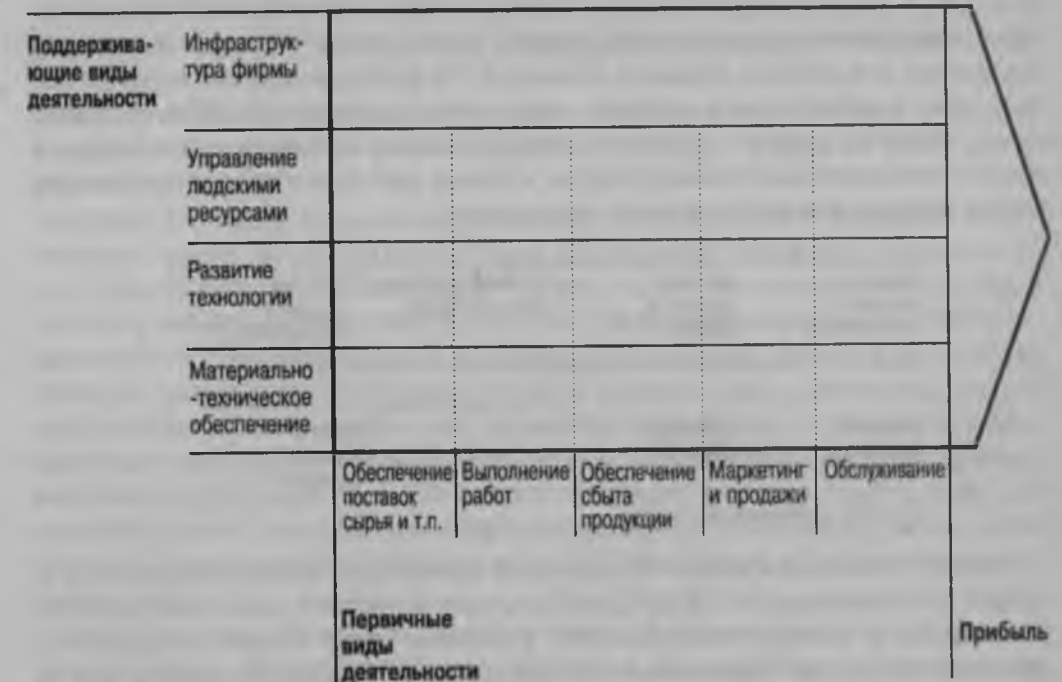 Поддержива-
ющие виды
деятельности
Инфраструк-
тура фирмы
Управление
людскими
ресурсами
Развитие
технологии
Материально
-техническое
обеспечение
Обеспечение
поставок
сырья и т.п.
Выполнение
работ
Обеспечение
сбыта
продукции
Маркетинг
и продажи
Обслуживание
Первичные
виды
деятельности
Прибыль